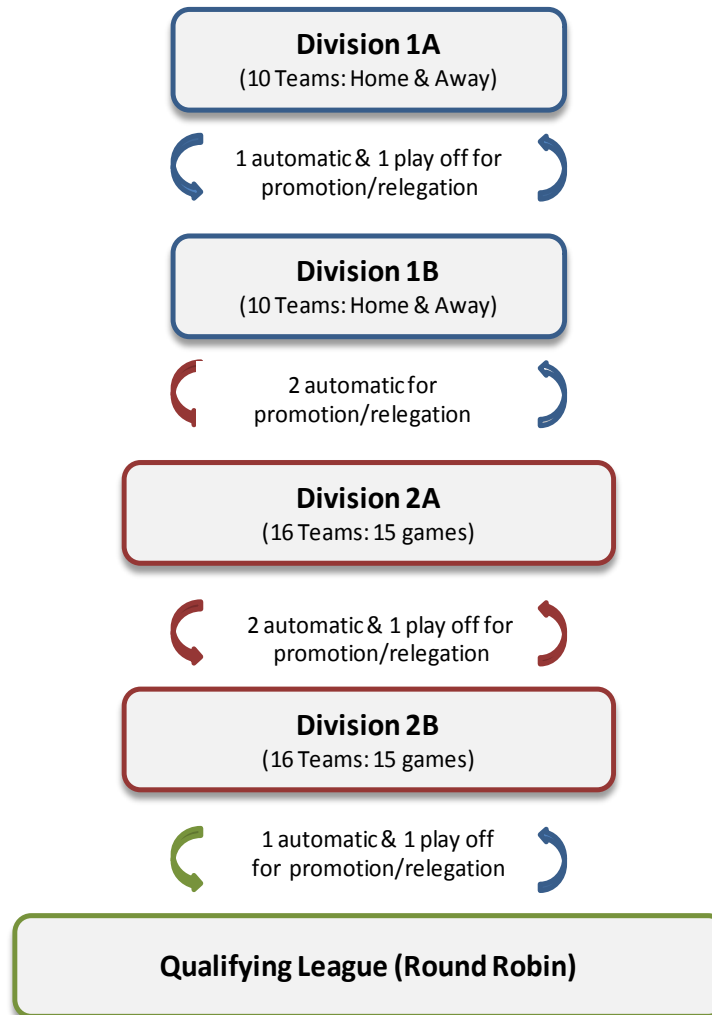 Division 1A
(10 Teams: Home & Away)
1 automatic & 1 play off for
promotion/relegation
Division 1B
(10 Teams: Home & Away)
2 automatic for
promotion/relegation
Division 2A
(16 Teams: 15 games)
2 automatic & 1 play off for
promotion/relegation
Division 2B
(16 Teams: 15 games)
1 automatic & 1 play off
for promotion/relegation
Qualifying League (Round Robin)